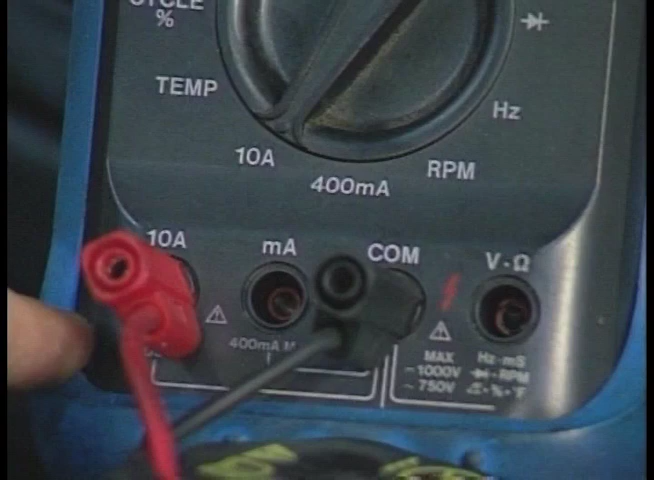 CYCLE
%
TEMP
Hz
10A
RPM
400mA
10A
mA
COM
V-Ω
400mA
MAX
1000V
~ 750V
Hz-mS
RPM
%-°F